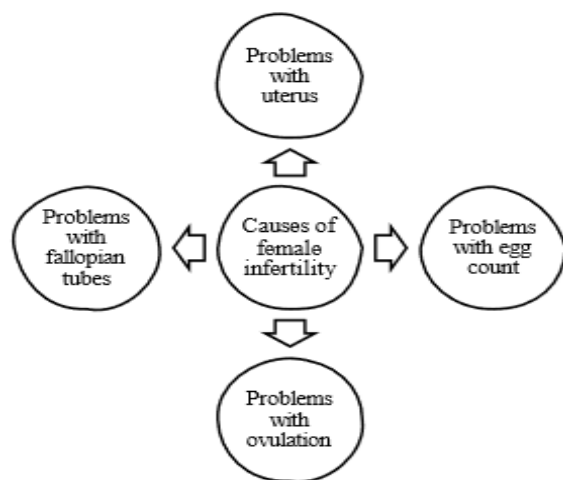 Problems
with
uterus
Problems
with
fallopian
tubes
Causes of
female
infertility
Problems
with egg
count
Problems
with
ovulation